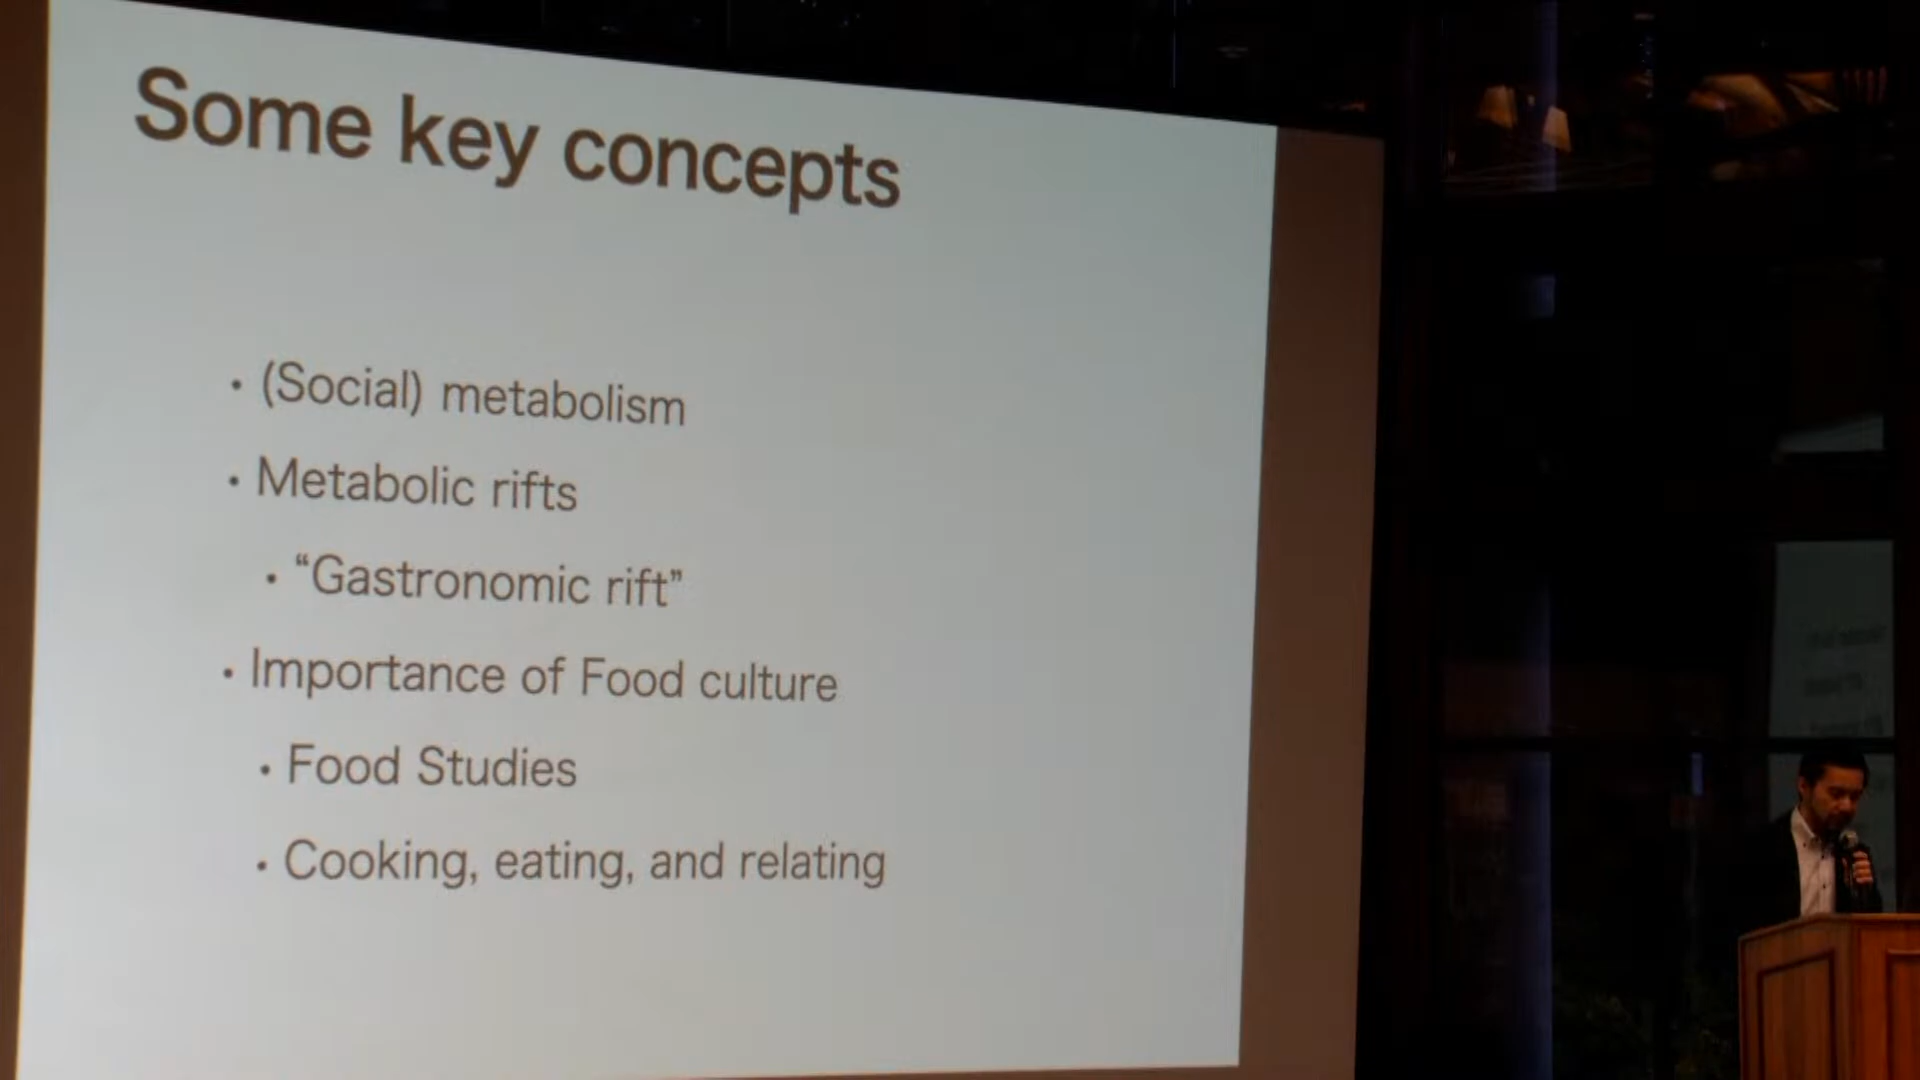 Some key concepts
• (Social) metabolism
• Metabolic rifts
• “Gastronomic rift”
• Importance of Food culture
• Food Studies
• Cooking, eating, and relating